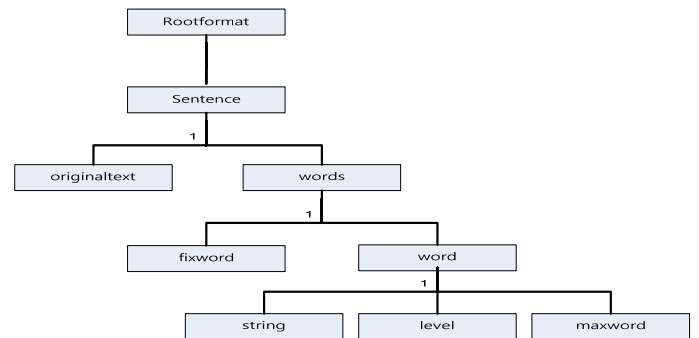 Rootformat
Sentence
1
originaltext
words
1
fixword
word
1
string
level
maxword